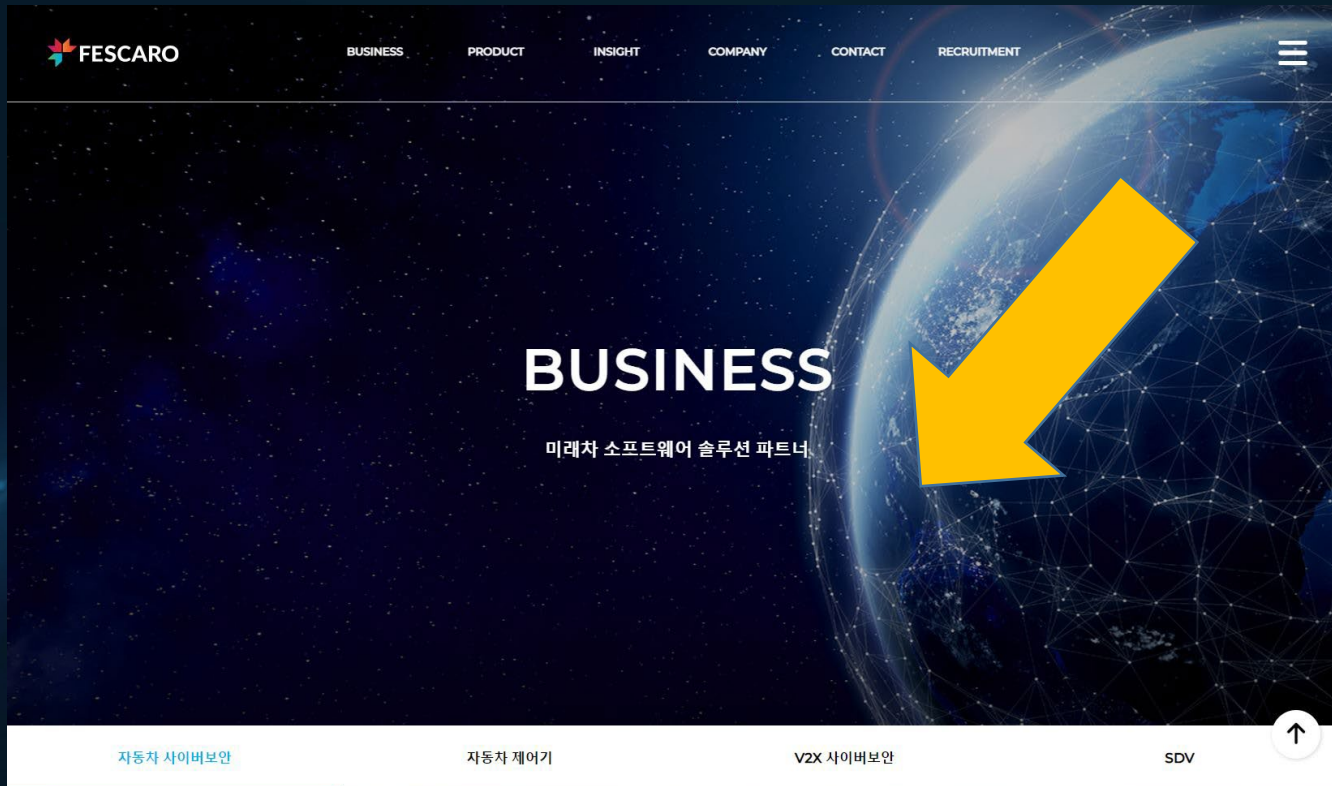 FESCARO
BUSINESS PRODUCT INSIGHT COMPANY CONTACT RECRUITMENT
BUSINESS
미래차 소프트웨어 솔루션 파트너
자동차 사이버보안 자동차 제어기 V2X 사이버보안 SDV